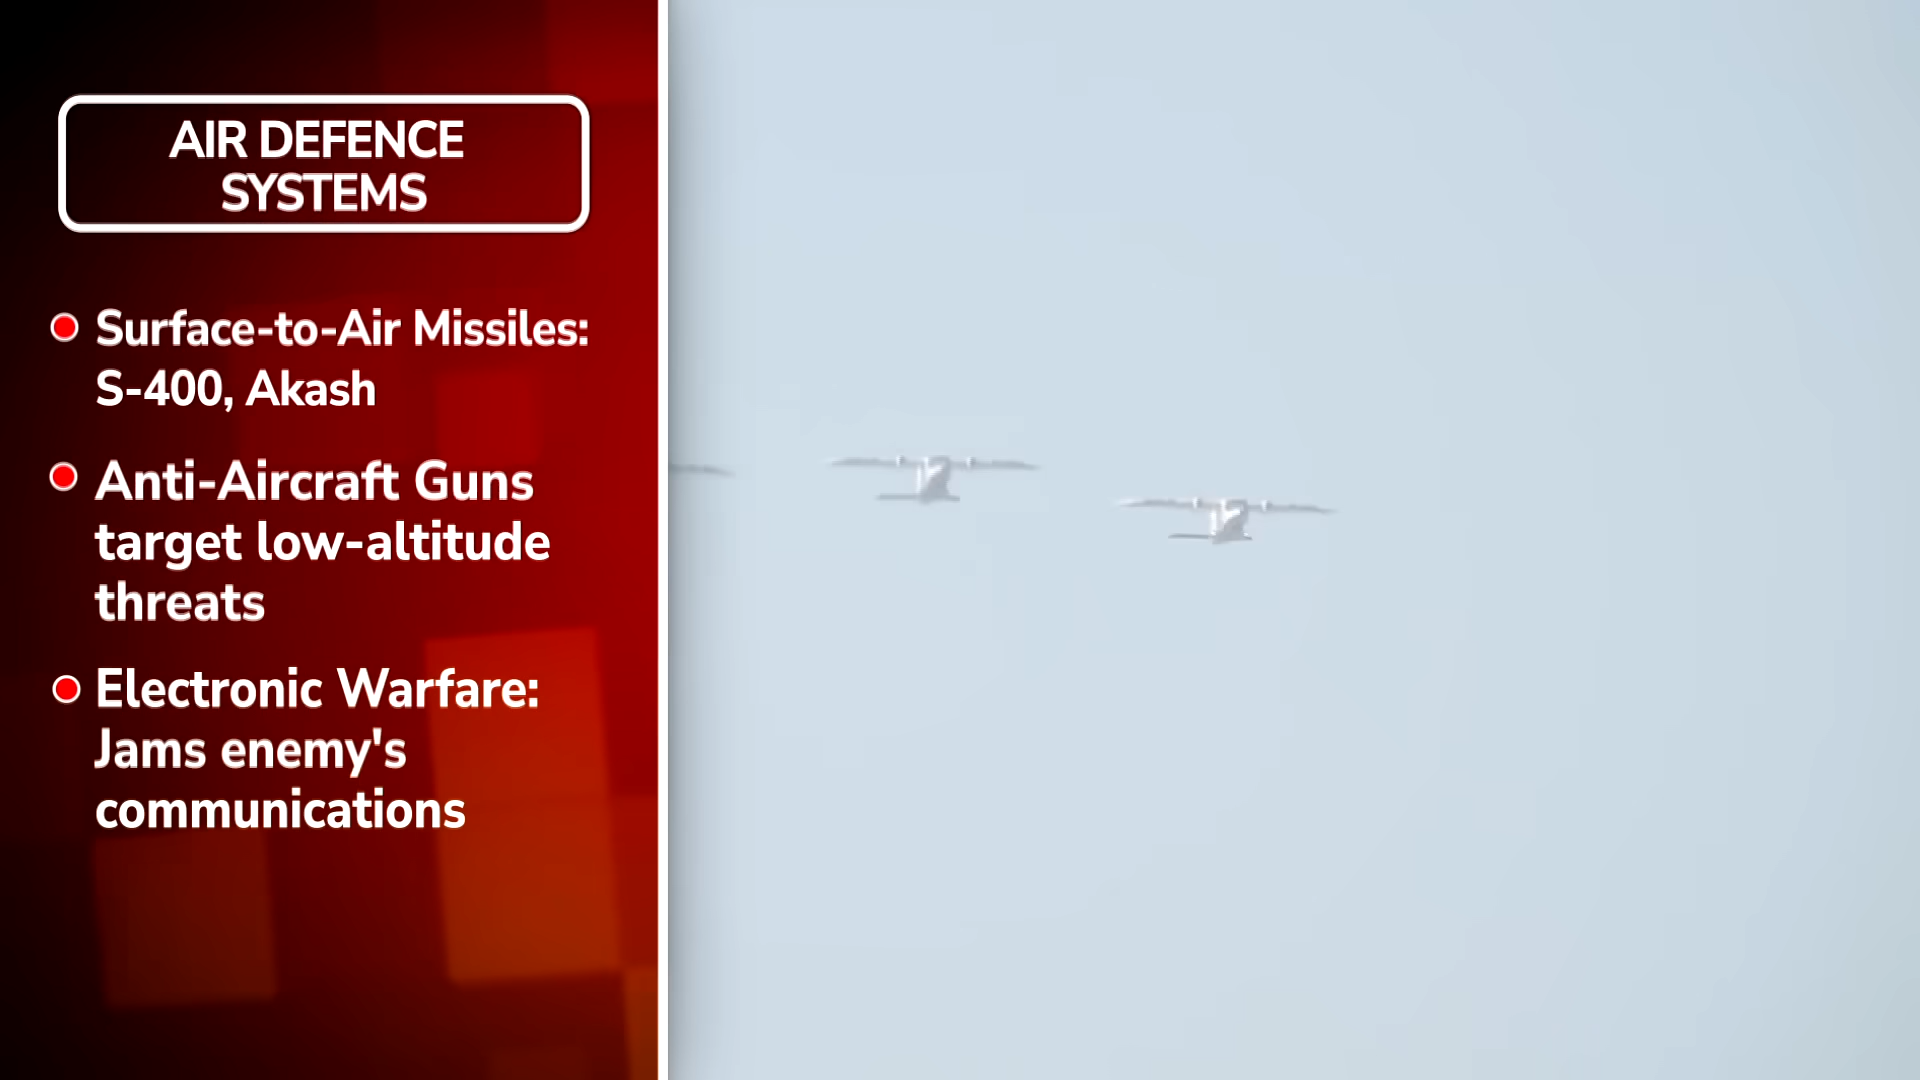 AIR DEFENCE
SYSTEMS
Surface-to-Air Missiles:
S-400, Akash
Anti-Aircraft Guns
target low-altitude
threats
Electronic Warfare:
Jams enemy's
communications